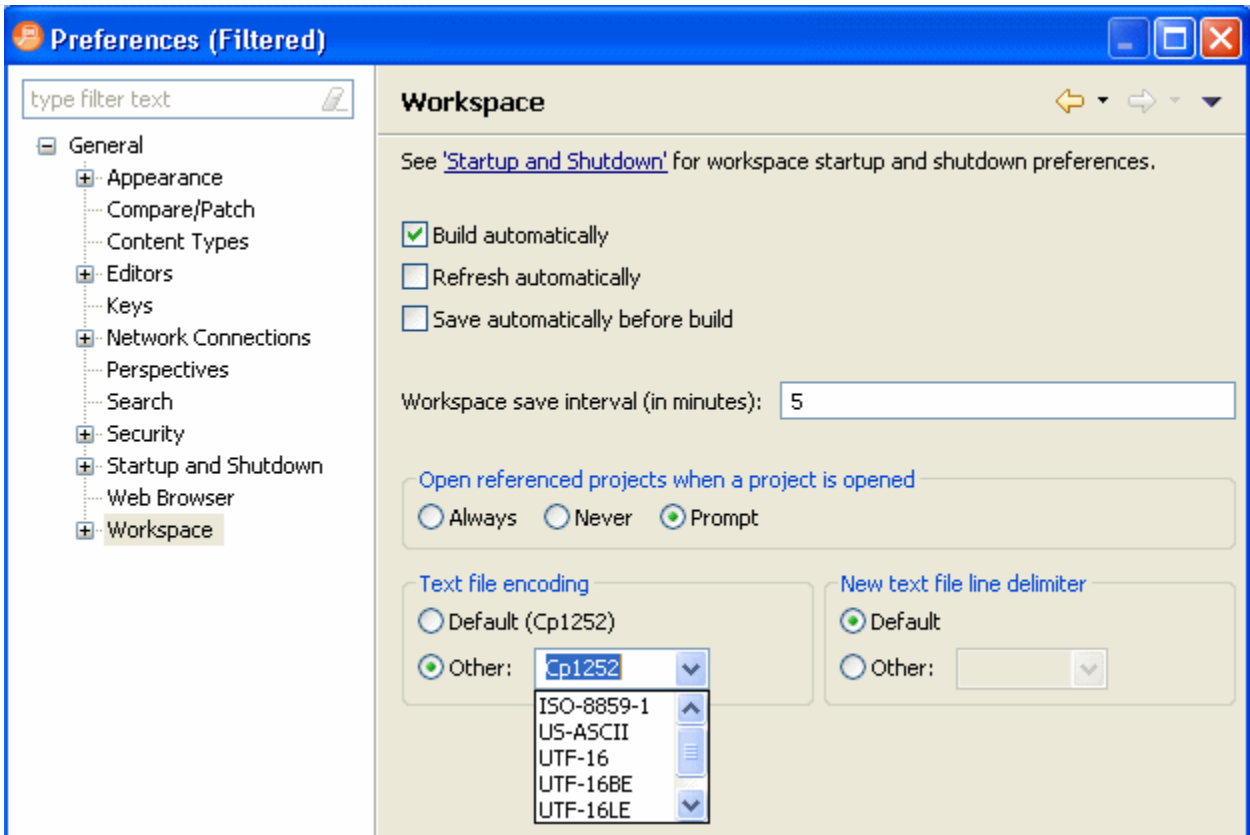 Preferences (Filtered)
type filter text
General
Appearance
Compare/Patch
Content Types
Editors
Keys
Network Connections
Perspectives
Search
Security
Startup and Shutdown
Web Browser
Workspace
Workspace
See 'Startup and Shutdown' for workspace startup and shutdown preferences.
Build automatically
Refresh automatically
Save automatically before build
Workspace save interval (in minutes): 5
Open referenced projects when a project is opened
Always Never Prompt
Text file encoding
Default (Cp1252)
Other: Cp1252
ISO-8859-1
US-ASCII
UTF-16
UTF-16BE
UTF-16LE
New text file line delimiter
Default
Other: